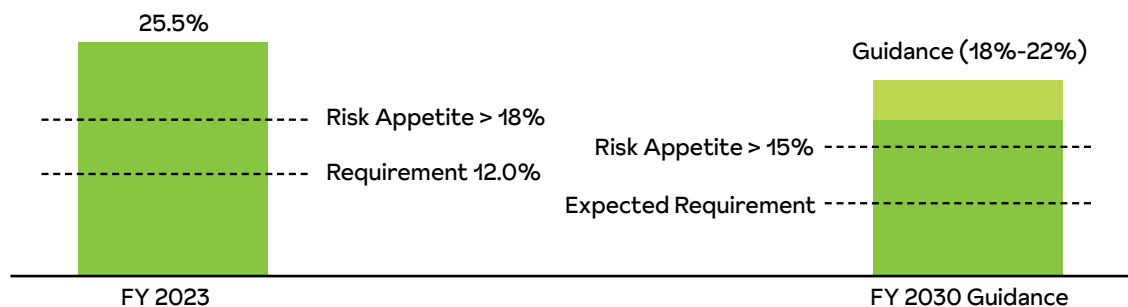 25.5%
Risk Appetite > 18%
Requirement 12.0%
FY 2023
Guidance (18%-22%)
Risk Appetite > 15%
Expected Requirement
FY 2030 Guidance